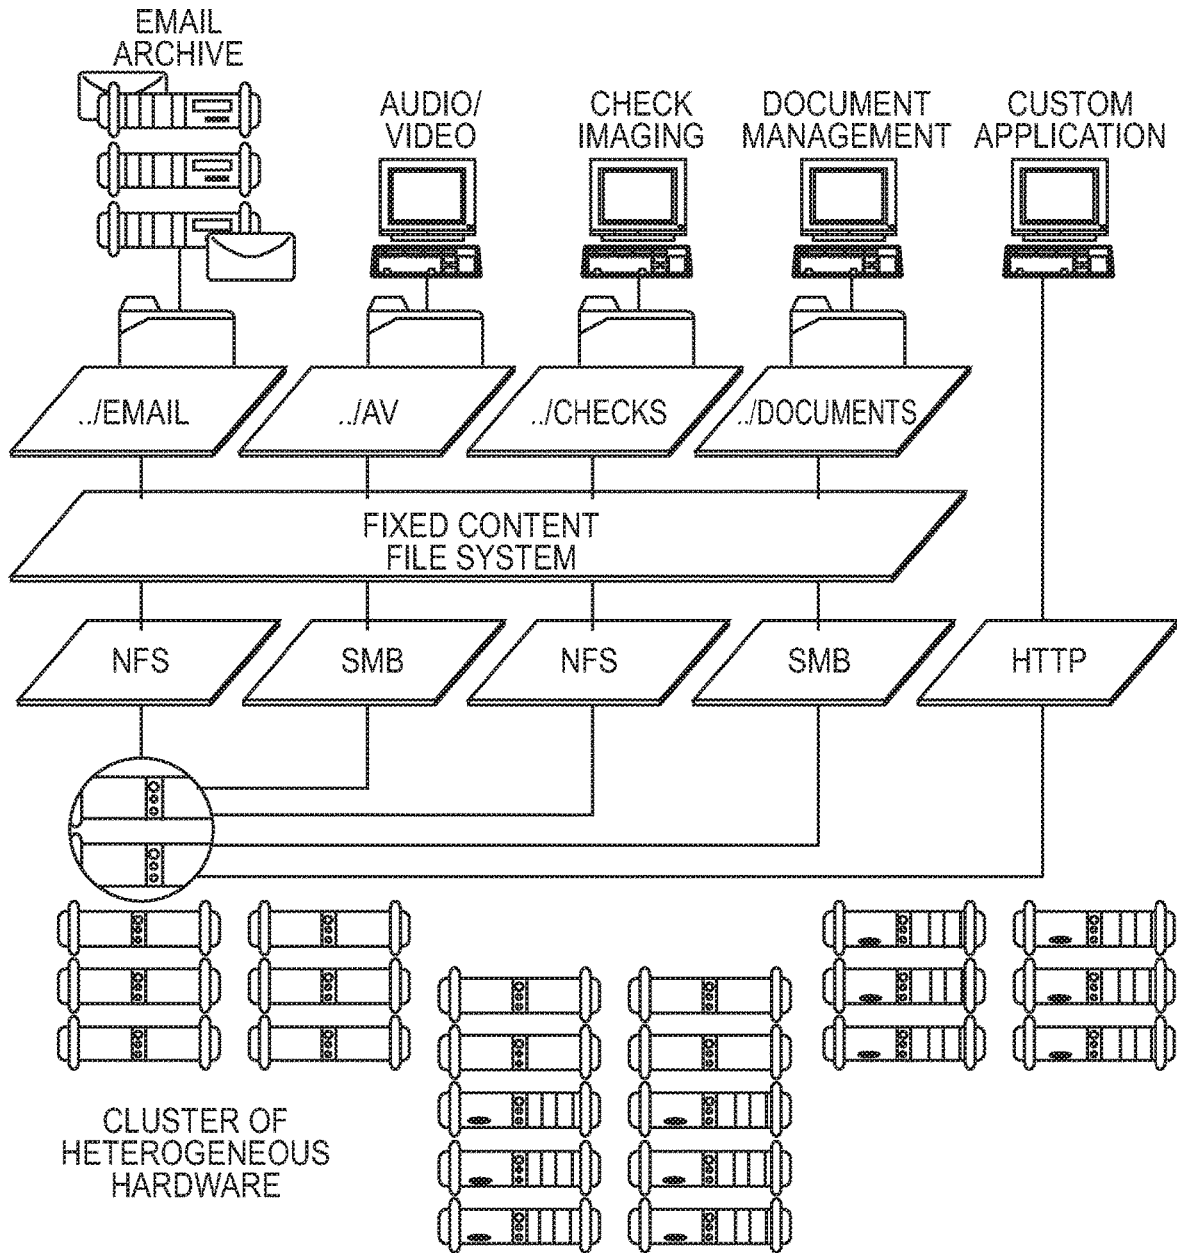 EMAIL
ARCHIVE
AUDIO/
VIDEO
CHECK
IMAGING
DOCUMENT
MANAGEMENT
CUSTOM
APPLICATION
../EMAIL
../AV
../CHECKS
../DOCUMENTS
FIXED CONTENT
FILE SYSTEM
NFS
SMB
NFS
SMB
HTTP
CLUSTER OF
HETEROGENEOUS
HARDWARE